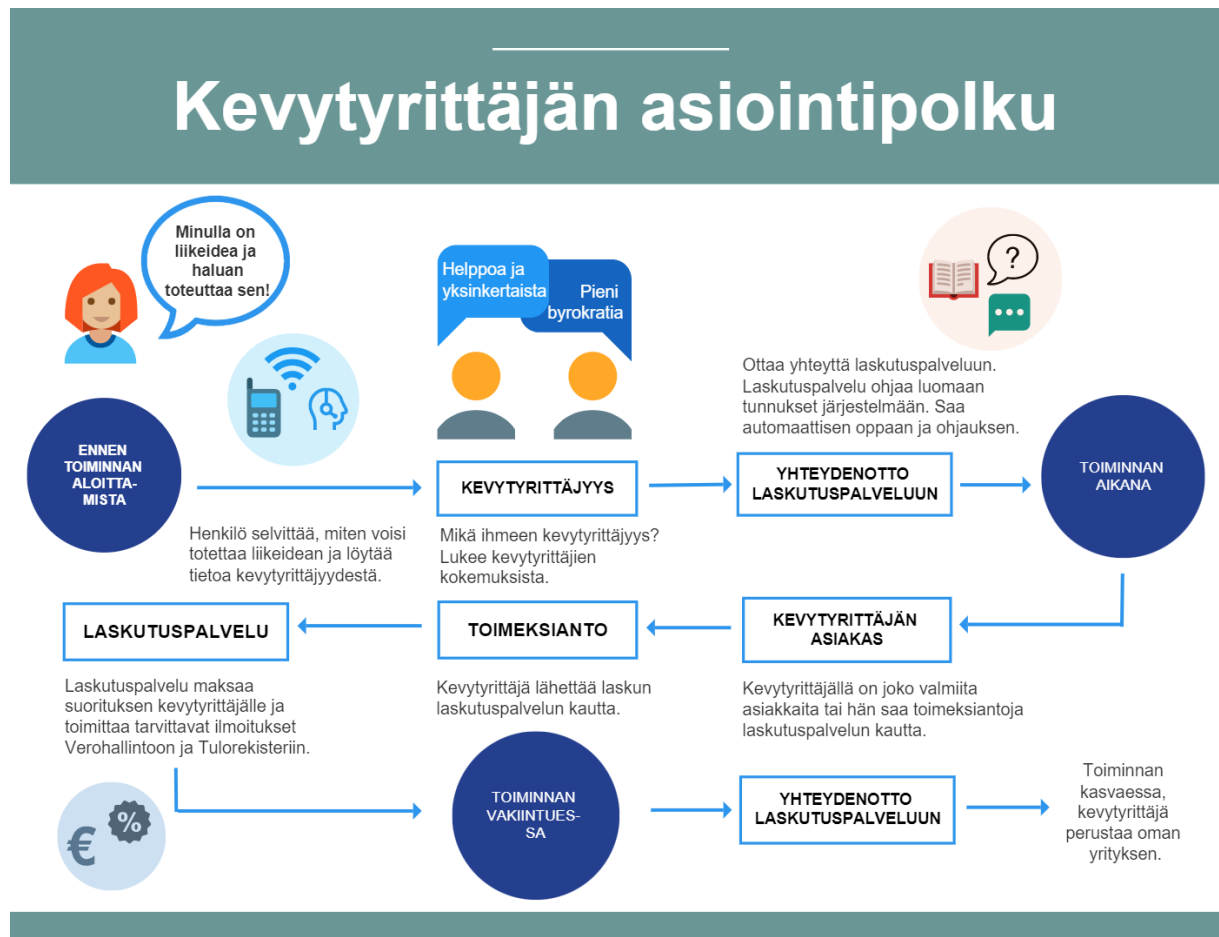 Kevytyrittäjän asiointipolku
Minulla on
liikeidea ja
haluan
toteuttaa sen!
Helppoa ja
yksinkertaista
Pieni
byrokratia
?
Ottaa yhteyttä laskutuspalveluun.
Laskutuspalvelu ohjaa luomaan
tunnukset järjestelmään. Saa
automaattisen oppaan ja ohjauksen.
ENNEN
TOIMINNAN
ALOITTA-
MISTA
KEVYTYRITTÄJYYS
YHTEYDENOTTO
LASKUTUSPALVELUUN
TOIMINNAN
AIKANA
Henkilö selvittää, miten voisi
totettaa liikeidean ja löytää
tietoa kevytyrittäjyydestä.
Mikä ihmeen kevytyrittäjyys?
Lukee kevytyrittäjien
kokemuksista.
LASKUTUSPALVELU
TOIMEKSIANTO
KEVYTYRITTÄJÄN
ASIAKAS
Laskutuspalvelu maksaa
suorituksen kevytyrittäjälle ja
toimittaa tarvittavat ilmoitukset
Verohallintoon ja Tulorekisteriin.
Kevytyrittäjä lähettää laskun
laskutuspalvelun kautta.
Kevytyrittäjällä on joko valmiita
asiakkaita tai hän saa toimeksiantoja
laskutuspalvelun kautta.
€ %
TOIMINNAN
VAKIINTUES-
SA
YHTEYDENOTTO
LASKUTUSPALVELUUN
Toiminnan
kasvaessa,
kevytyrittäjä
perustaa oman
yrityksen.